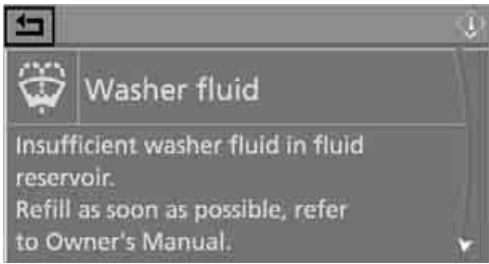 Washer fluid
Insufficient washer fluid in fluid
reservoir.
Refill as soon as possible, refer
to Owner's Manual.